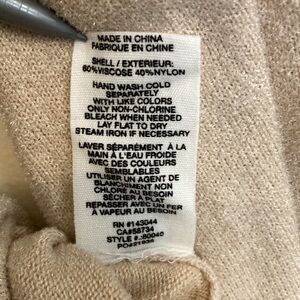 MADE IN CHINA
FABRIQUE EN CHINE
SHELL / EXTERIEUR:
60%VISCOSE 40%NYLON
HAND WASH COLD
SEPARATELY
WITH LIKE COLORS
ONLY NON-CHLORINE
BLEACH WHEN NEEDED
LAY FLAT TO DRY
STEAM IRON IF NECESSARY
LAVER SÉPARÉMENT À LA
MAIN À L'EAU FROIDE
AVEC DES COULEURS
SEMBLABLES
UTILISER UN AGENT DE
BLANCHIMENT NON
CHLORÉ AU BESOIN
SÉCHER À PLAT
REPASSER AVEC UN FER
À VAPEUR AU BESOIN
RN #143044
CA#58734
STYLE #